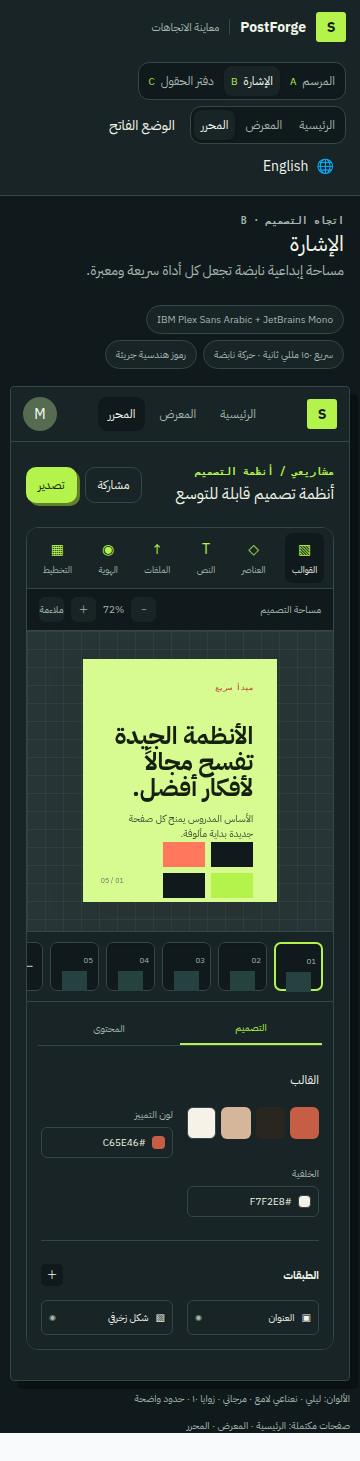 S PostForge معاينة الاتجاهات
A المرسم B الإشارة C دفتر الحقول
الرئيسية المعرض المحرر الوضع الفاتح
English
اتجاه التصميم · B
الإشارة
مساحة إبداعية نابضة تجعل كل أداة سريعة ومعبرة.
IBM Plex Sans Arabic + JetBrains Mono
سريع ١٥٠ مللي ثانية · حركة نابضة رموز هندسية جريئة
S الرئيسية المعرض المحرر M
مشاريعي / أنظمة التصميم
أنظمة تصميم قابلة للتوسع مشاركة تصدير
القوالب العناصر النص الملفات الهوية التخطيط
مساحة التصميم − 72% + ملاءمة
مبدأ سريع
الأنظمة الجيدة
تفسح مجالاً
لأفكار أفضل.
الأساس المدروس يمنح كل صفحة
جديدة بداية مألوفة.
05 / 01
01 02 03 04 05
التصميم المحتوى
القالب
لون التمييز
C65E46#
الخلفية
F7F2E8#
الطبقات +
العنوان شكل زخرفي
الألوان: ليلي · نعناعي لامع · مرجاني · زوايا ١٠ · حدود واضحة
صفحات مكتملة: الرئيسية · المعرض · المحرر